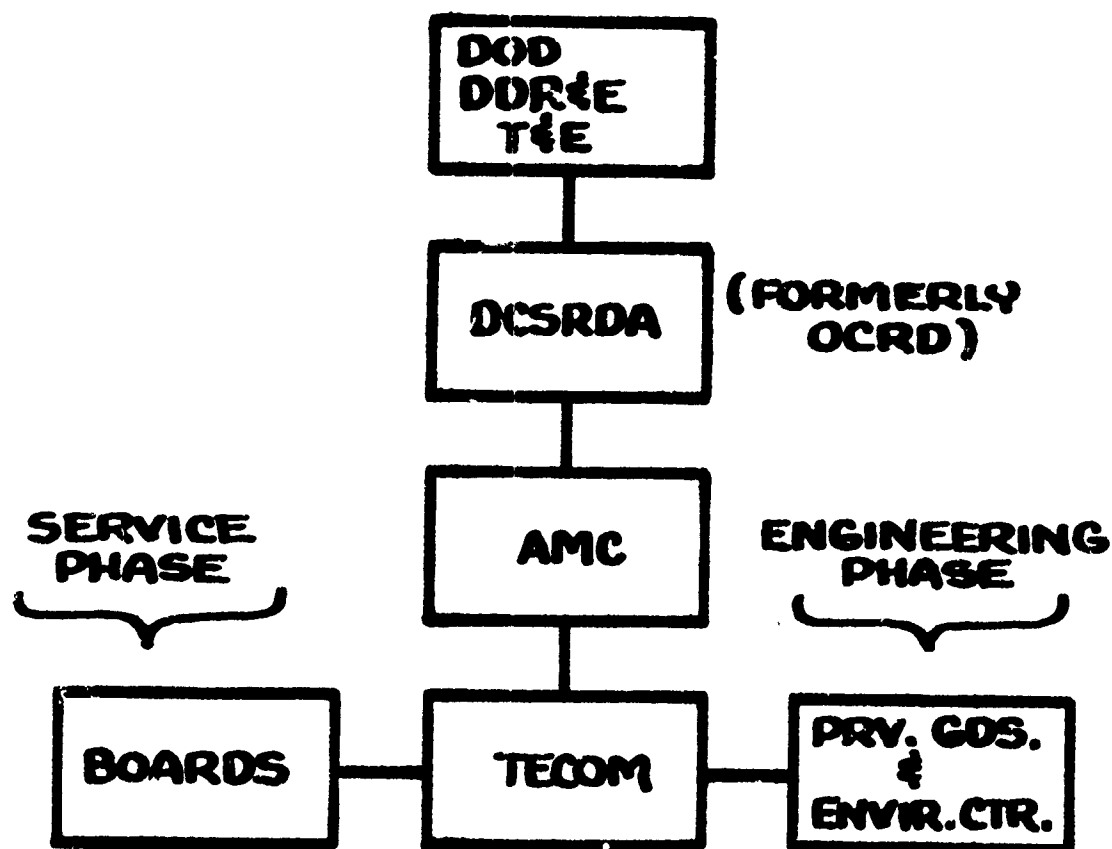 DOD
DDR&E
T&E
DCSRDA
(FORMERLY
OCRD)
AMC
SERVICE
PHASE
ENGINEERING
PHASE
BOARDS
TECOM
PRV. GDS.
&
ENVIR. CTR.